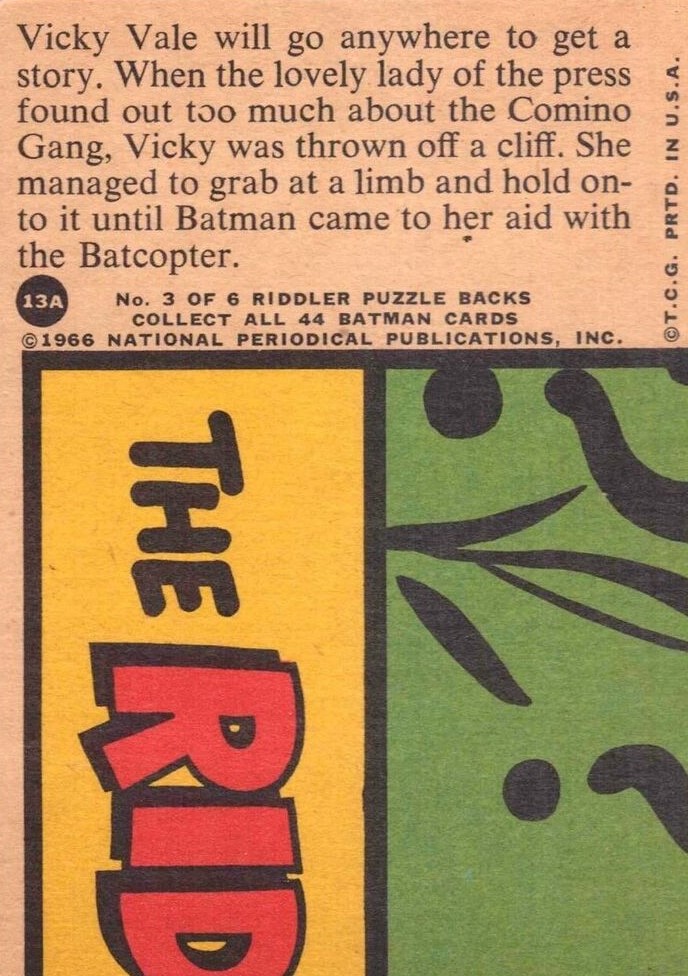 Vicky Vale will go anywhere to get a
story. When the lovely lady of the press
found out too much about the Comino
Gang, Vicky was thrown off a cliff. She
managed to grab at a limb and hold on-
to it until Batman came to her aid with
the Batcopter.
13A
No. 3 OF 6 RIDDLER PUZZLE BACKS
COLLECT ALL 44 BATMAN CARDS
©1966 NATIONAL PERIODICAL PUBLICATIONS, INC.
©T.C.G. PRTD. IN U.S.A.
THE
RID